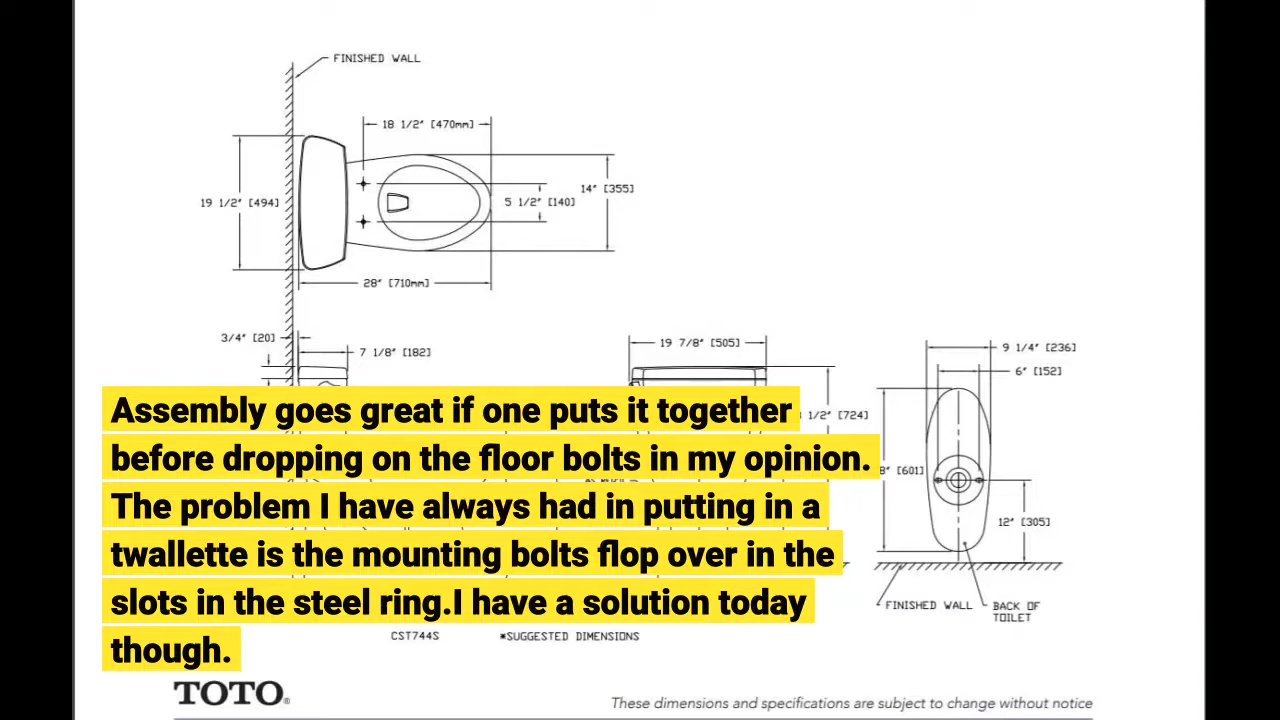 FINISHED WALL
18 1/2" [470mm]
14" [355]
19 1/2" [494]
5 1/2" [140]
28" [710mm]
3/4" [20]
7 1/8" [182]
19 7/8" [505]
9 1/4" [236]
6" [152]
1/2" [724]
8" [601]
12" [305]
Assembly goes great if one puts it together
before dropping on the floor bolts in my opinion.
The problem I have always had in putting in a
twallette is the mounting bolts flop over in the
slots in the steel ring.I have a solution today
though.
FINISHED WALL
BACK OF
TOILET
CST744S
*SUGGESTED DIMENSIONS
TOTO®
These dimensions and specifications are subject to change without notice